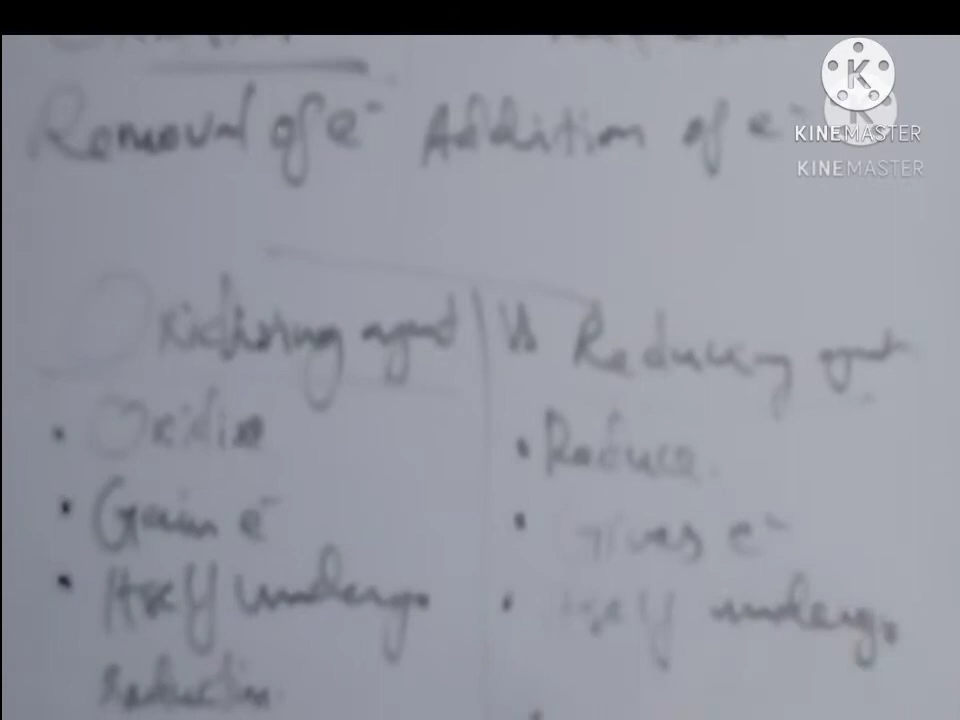 Removal of e⁻ Addition of e⁻
KINEMASTER
KINEMASTER
Oxidising agent Vs Reducing agent
• Oxidise • Reduce
• Gain e⁻ • Gives e⁻
• Itself undergo • Itself undergo
reduction